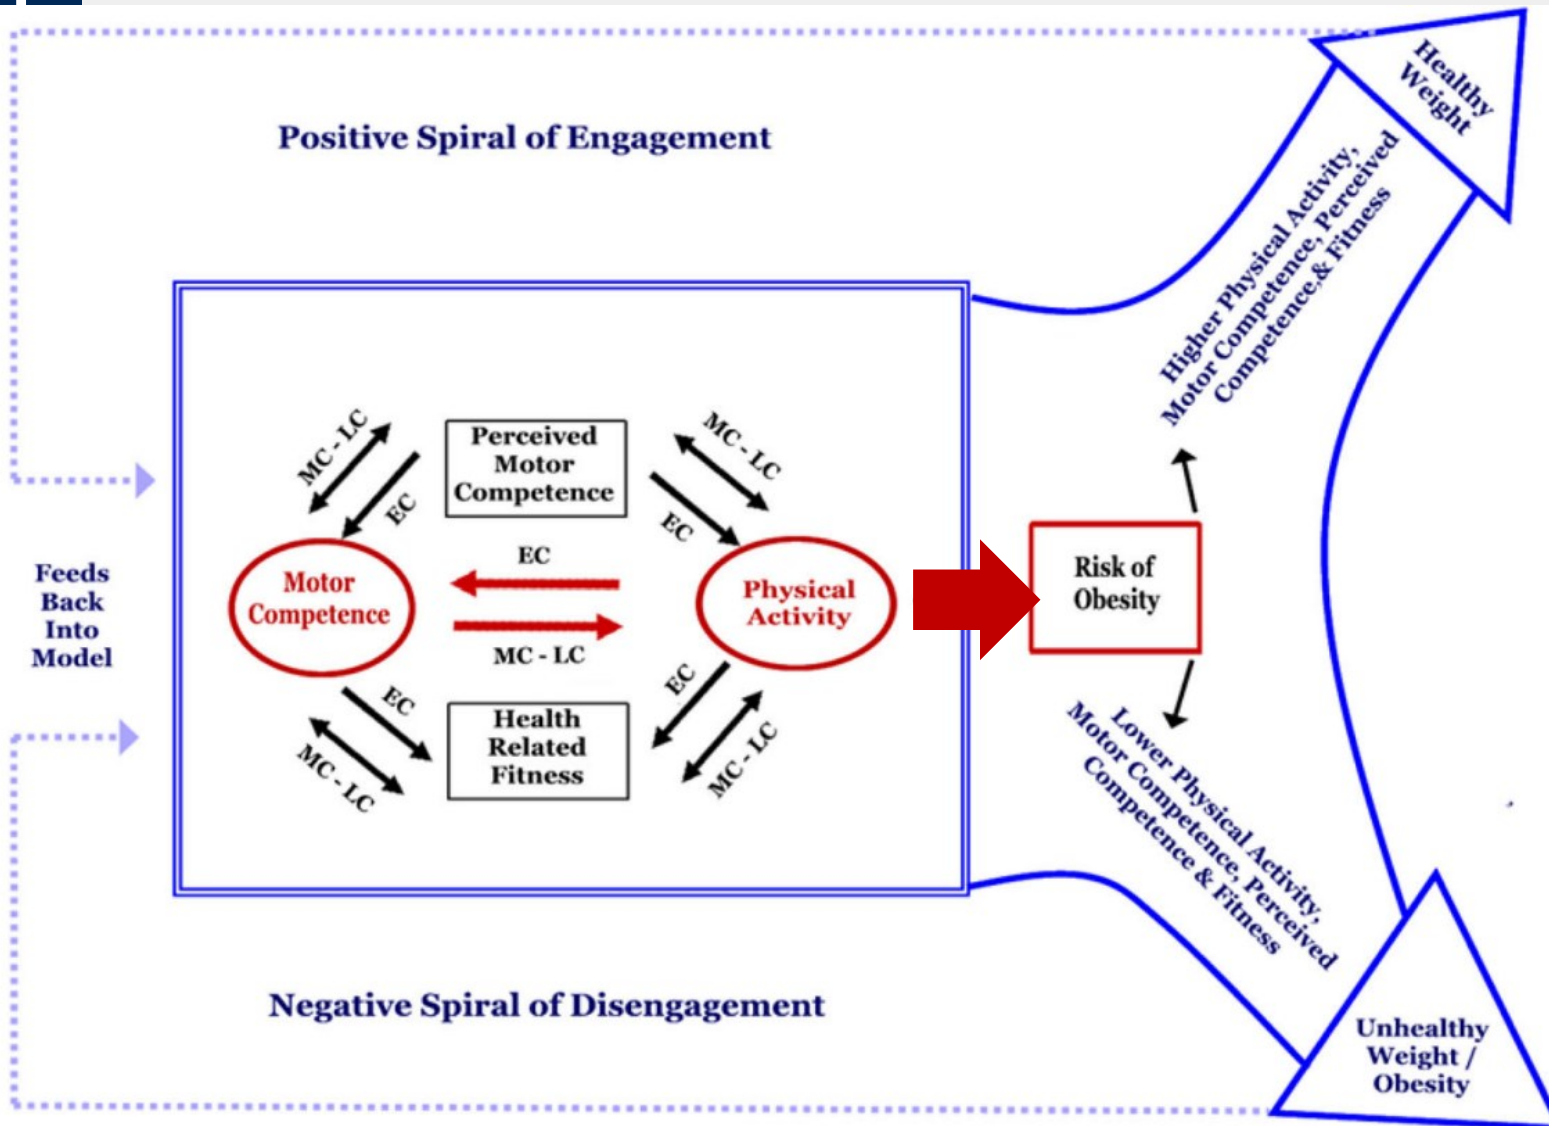 Healthy
Weight
Positive Spiral of Engagement
Higher Physical Activity,
Motor Competence, Perceived
Competence,& Fitness
MC - LC
EC
Perceived
Motor
Competence
MC - LC
EC
Feeds
Back
Into
Model
Motor
Competence
EC
MC - LC
Physical
Activity
Risk of
Obesity
EC
MC - LC
Health
Related
Fitness
EC
MC - LC
Lower Physical Activity,
Motor Competence, Perceived
Competence & Fitness
Negative Spiral of Disengagement
Unhealthy
Weight /
Obesity